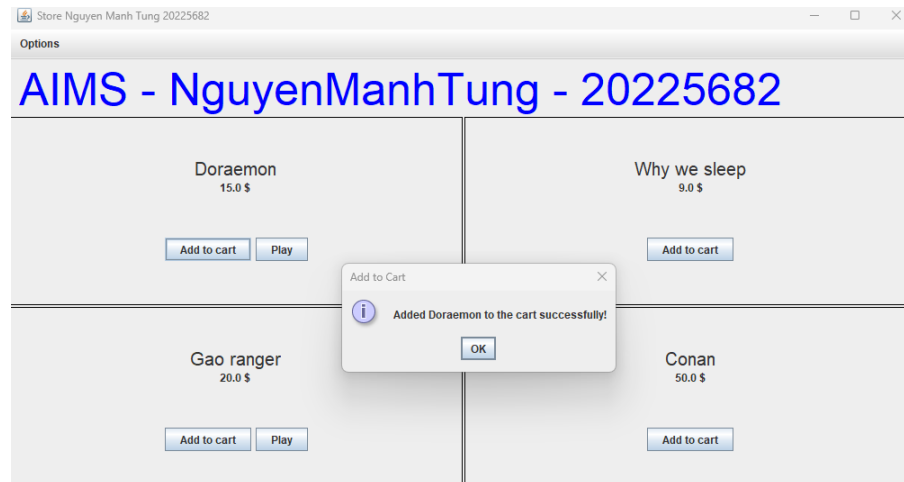 Store Nguyen Manh Tung 20225682
Options
AIMS - NguyenManhTung - 20225682
Doraemon
15.0 $
Add to cart Play
Why we sleep
9.0 $
Add to cart
Add to Cart
Added Doraemon to the cart successfully!
OK
Gao ranger
20.0 $
Add to cart Play
Conan
50.0 $
Add to cart